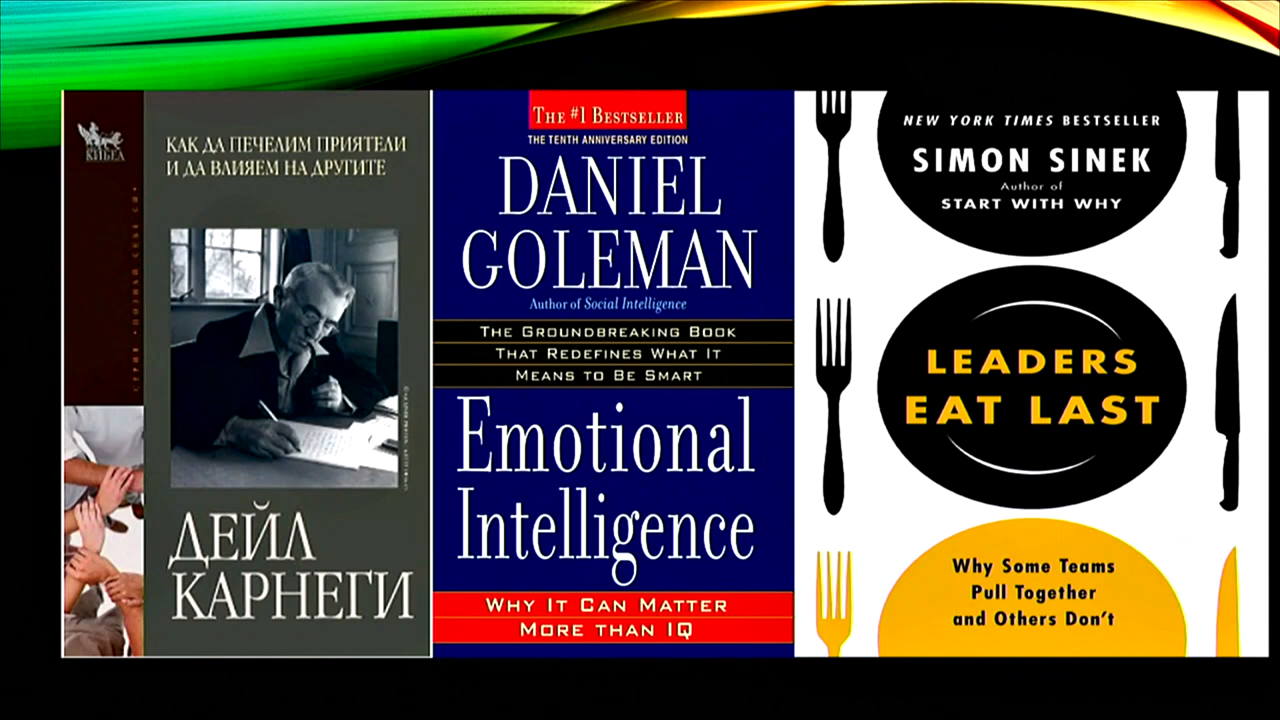 КИБЕА
КАК ДА ПЕЧЕЛИМ ПРИЯТЕЛИ
И ДА ВЛИЯЕМ НА ДРУГИТЕ
ДЕЙЛ
КАРНЕГИ
THE #1 BESTSELLER
THE TENTH ANNIVERSARY EDITION
DANIEL
GOLEMAN
Author of Social Intelligence
THE GROUNDBREAKING BOOK
THAT REDEFINES WHAT IT
MEANS TO BE SMART
Emotional
Intelligence
WHY IT CAN MATTER
MORE THAN IQ
NEW YORK TIMES BESTSELLER
SIMON SINEK
Author of
START WITH WHY
LEADERS
EAT LAST
Why Some Teams
Pull Together
and Others Don't